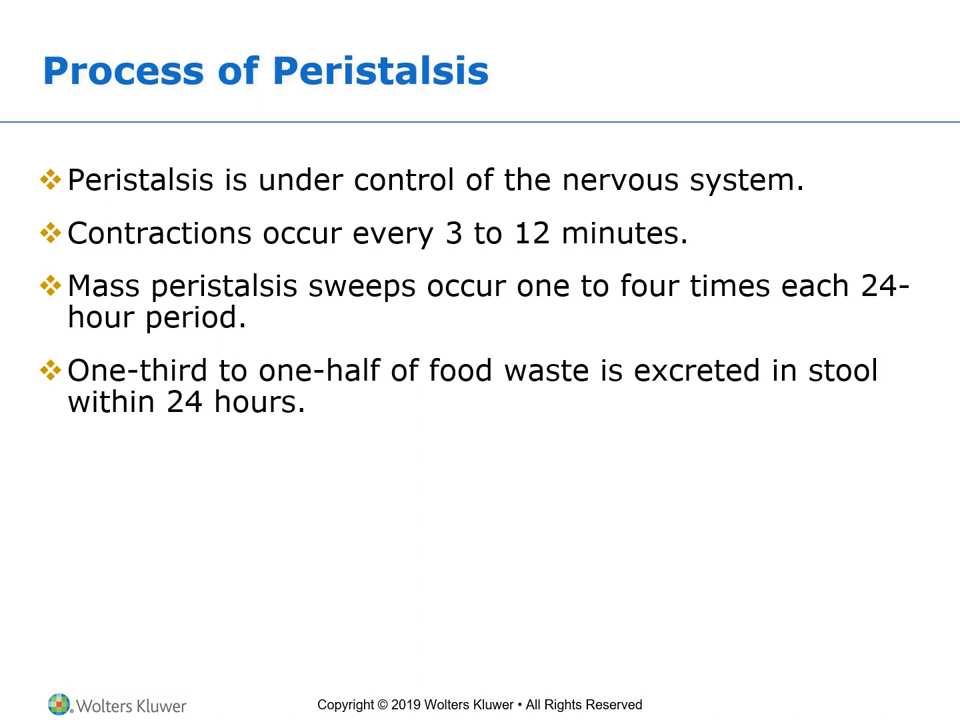 Process of Peristalsis
❖Peristalsis is under control of the nervous system.
❖Contractions occur every 3 to 12 minutes.
❖Mass peristalsis sweeps occur one to four times each 24-
hour period.
❖One-third to one-half of food waste is excreted in stool
within 24 hours.
Wolters Kluwer
Copyright © 2019 Wolters Kluwer • All Rights Reserved